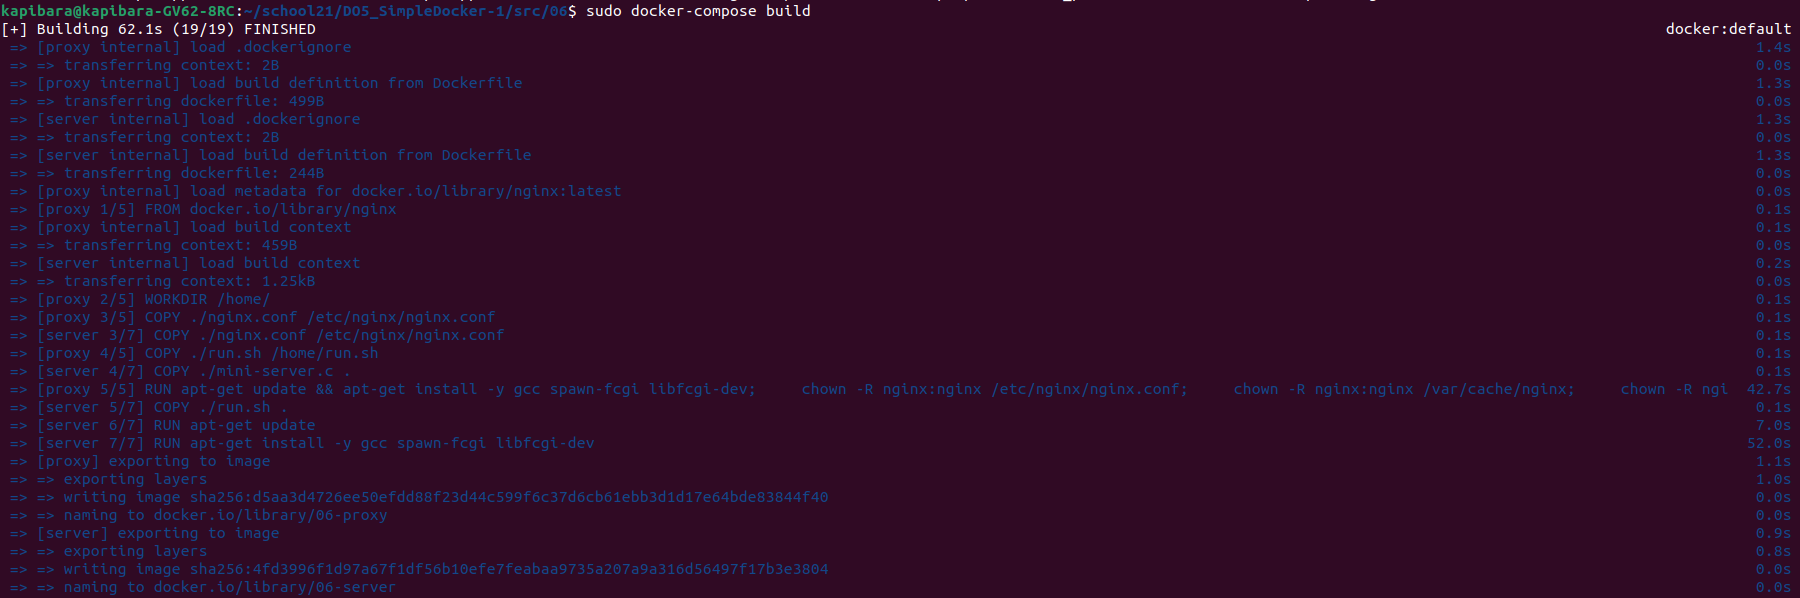 kapibara@kapibara-GV62-8RC:~/school21/DO5_SimpleDocker-1/src/06$ sudo docker-compose build
[+] Building 62.1s (19/19) FINISHED docker:default
=> [proxy internal] load .dockerignore 1.4s
=> => transferring context: 2B 0.0s
=> [proxy internal] load build definition from Dockerfile 1.3s
=> => transferring dockerfile: 499B 0.0s
=> [server internal] load .dockerignore 1.3s
=> => transferring context: 2B 0.0s
=> [server internal] load build definition from Dockerfile 1.3s
=> => transferring dockerfile: 244B 0.0s
=> [proxy internal] load metadata for docker.io/library/nginx:latest 0.0s
=> [proxy 1/5] FROM docker.io/library/nginx 0.1s
=> [proxy internal] load build context 0.1s
=> => transferring context: 459B 0.0s
=> [server internal] load build context 0.2s
=> => transferring context: 1.25kB 0.0s
=> [proxy 2/5] WORKDIR /home/ 0.1s
=> [proxy 3/5] COPY ./nginx.conf /etc/nginx/nginx.conf 0.1s
=> [server 3/7] COPY ./nginx.conf /etc/nginx/nginx.conf 0.1s
=> [proxy 4/5] COPY ./run.sh /home/run.sh 0.1s
=> [server 4/7] COPY ./mini-server.c . 0.1s
=> [proxy 5/5] RUN apt-get update && apt-get install -y gcc spawn-fcgi libfcgi-dev; chown -R nginx:nginx /etc/nginx/nginx.conf; chown -R nginx:nginx /var/cache/nginx; chown -R ngi 42.7s
=> [server 5/7] COPY ./run.sh . 0.1s
=> [server 6/7] RUN apt-get update 7.0s
=> [server 7/7] RUN apt-get install -y gcc spawn-fcgi libfcgi-dev 52.0s
=> [proxy] exporting to image 1.1s
=> => exporting layers 1.0s
=> => writing image sha256:d5aa3d4726ee50efdd88f23d44c599f6c37d6cb61ebb3d1d17e64bde83844f40 0.0s
=> => naming to docker.io/library/06-proxy 0.0s
=> [server] exporting to image 0.9s
=> => exporting layers 0.8s
=> => writing image sha256:4fd3996f1d97a67f1df56b10efe7feabaa9735a207a9a316d56497f17b3e3804 0.0s
=> => naming to docker.io/library/06-server 0.0s